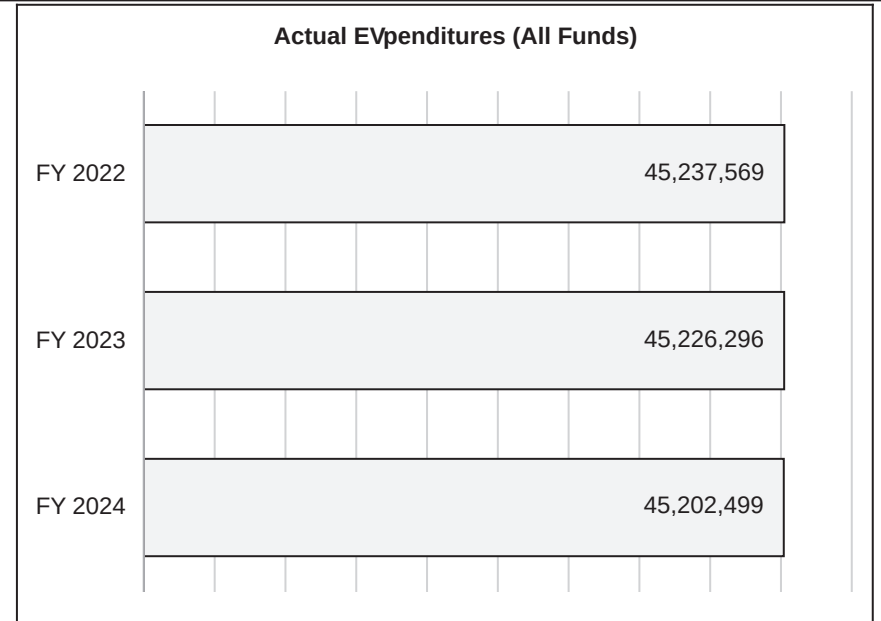 Actual EVpenditures (All Funds)
FY 2022
45,237,569
FY 2023
45,226,296
FY 2024
45,202,499